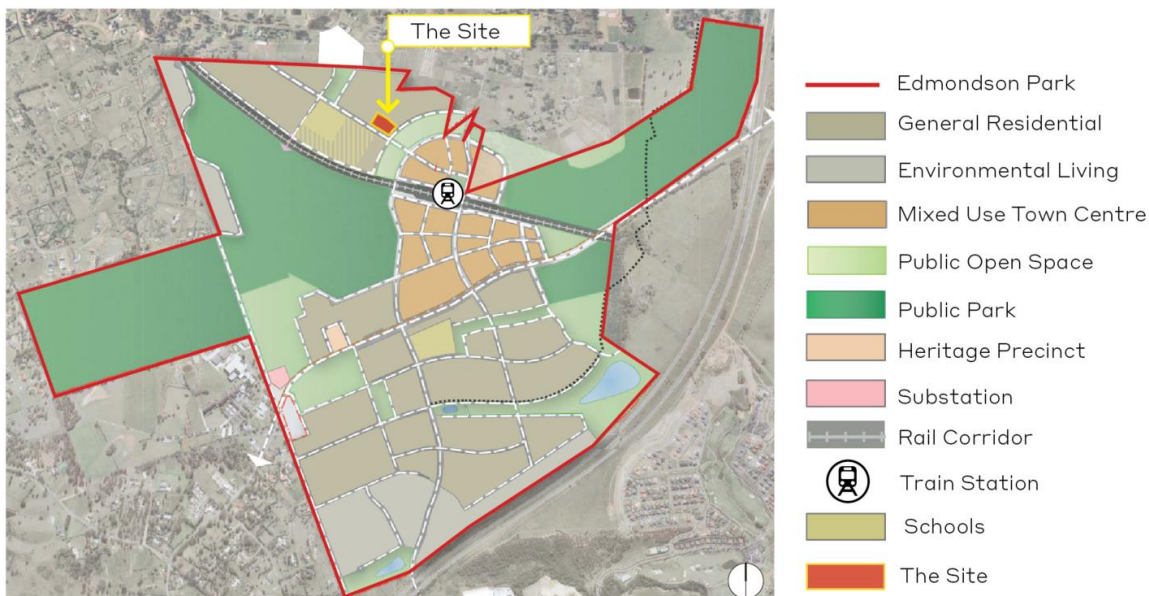 The Site
Edmondson Park
General Residential
Environmental Living
Mixed Use Town Centre
Public Open Space
Public Park
Heritage Precinct
Substation
Rail Corridor
Train Station
Schools
The Site